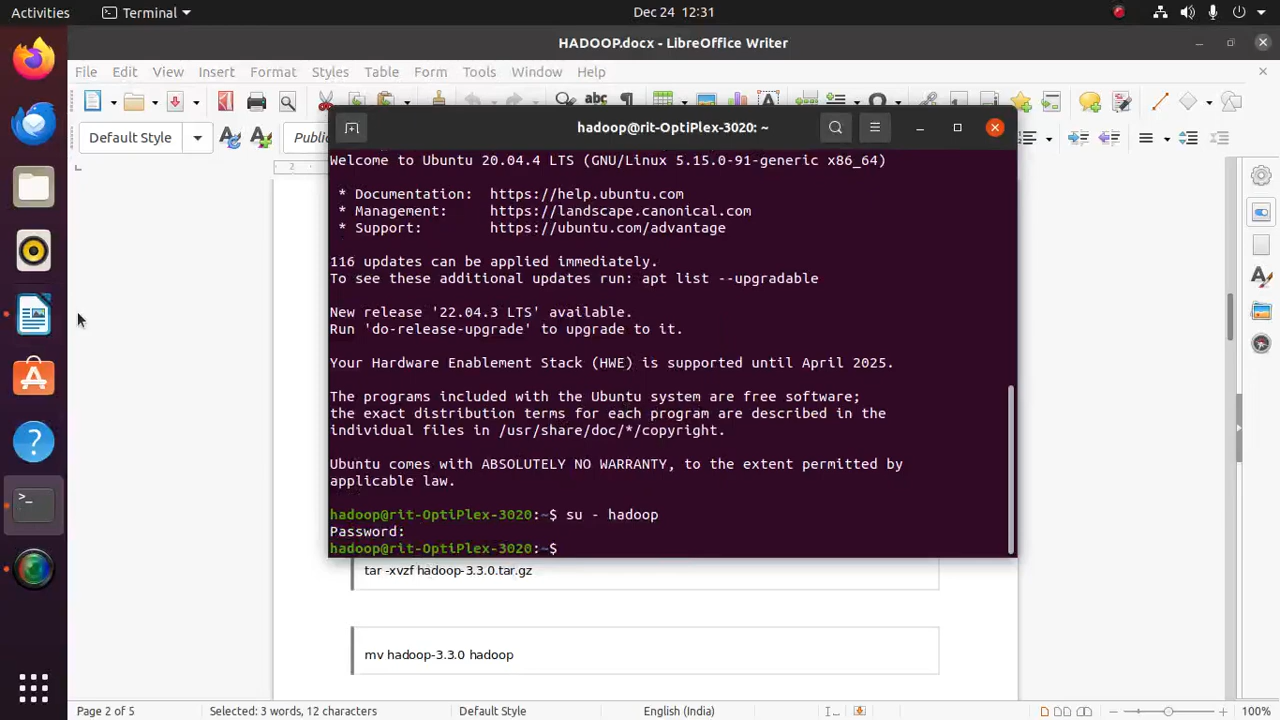 Activities
Terminal
Dec 24 12:31
HADOOP.docx - LibreOffice Writer
File Edit View Insert Format Styles Table Form Tools Window Help
abc
Default Style
Public
2
hadoop@rit-OptiPlex-3020: ~
Welcome to Ubuntu 20.04.4 LTS (GNU/Linux 5.15.0-91-generic x86_64)
* Documentation: https://help.ubuntu.com
* Management: https://landscape.canonical.com
* Support: https://ubuntu.com/advantage
116 updates can be applied immediately.
To see these additional updates run: apt list --upgradable
New release '22.04.3 LTS' available.
Run 'do-release-upgrade' to upgrade to it.
Your Hardware Enablement Stack (HWE) is supported until April 2025.
The programs included with the Ubuntu system are free software;
the exact distribution terms for each program are described in the
individual files in /usr/share/doc/*/copyright.
Ubuntu comes with ABSOLUTELY NO WARRANTY, to the extent permitted by
applicable law.
hadoop@rit-OptiPlex-3020:~$ su - hadoop
Password:
hadoop@rit-OptiPlex-3020:~$
tar -xvzf hadoop-3.3.0.tar.gz
mv hadoop-3.3.0 hadoop
Page 2 of 5
Selected: 3 words, 12 characters
Default Style
English (India)
100%